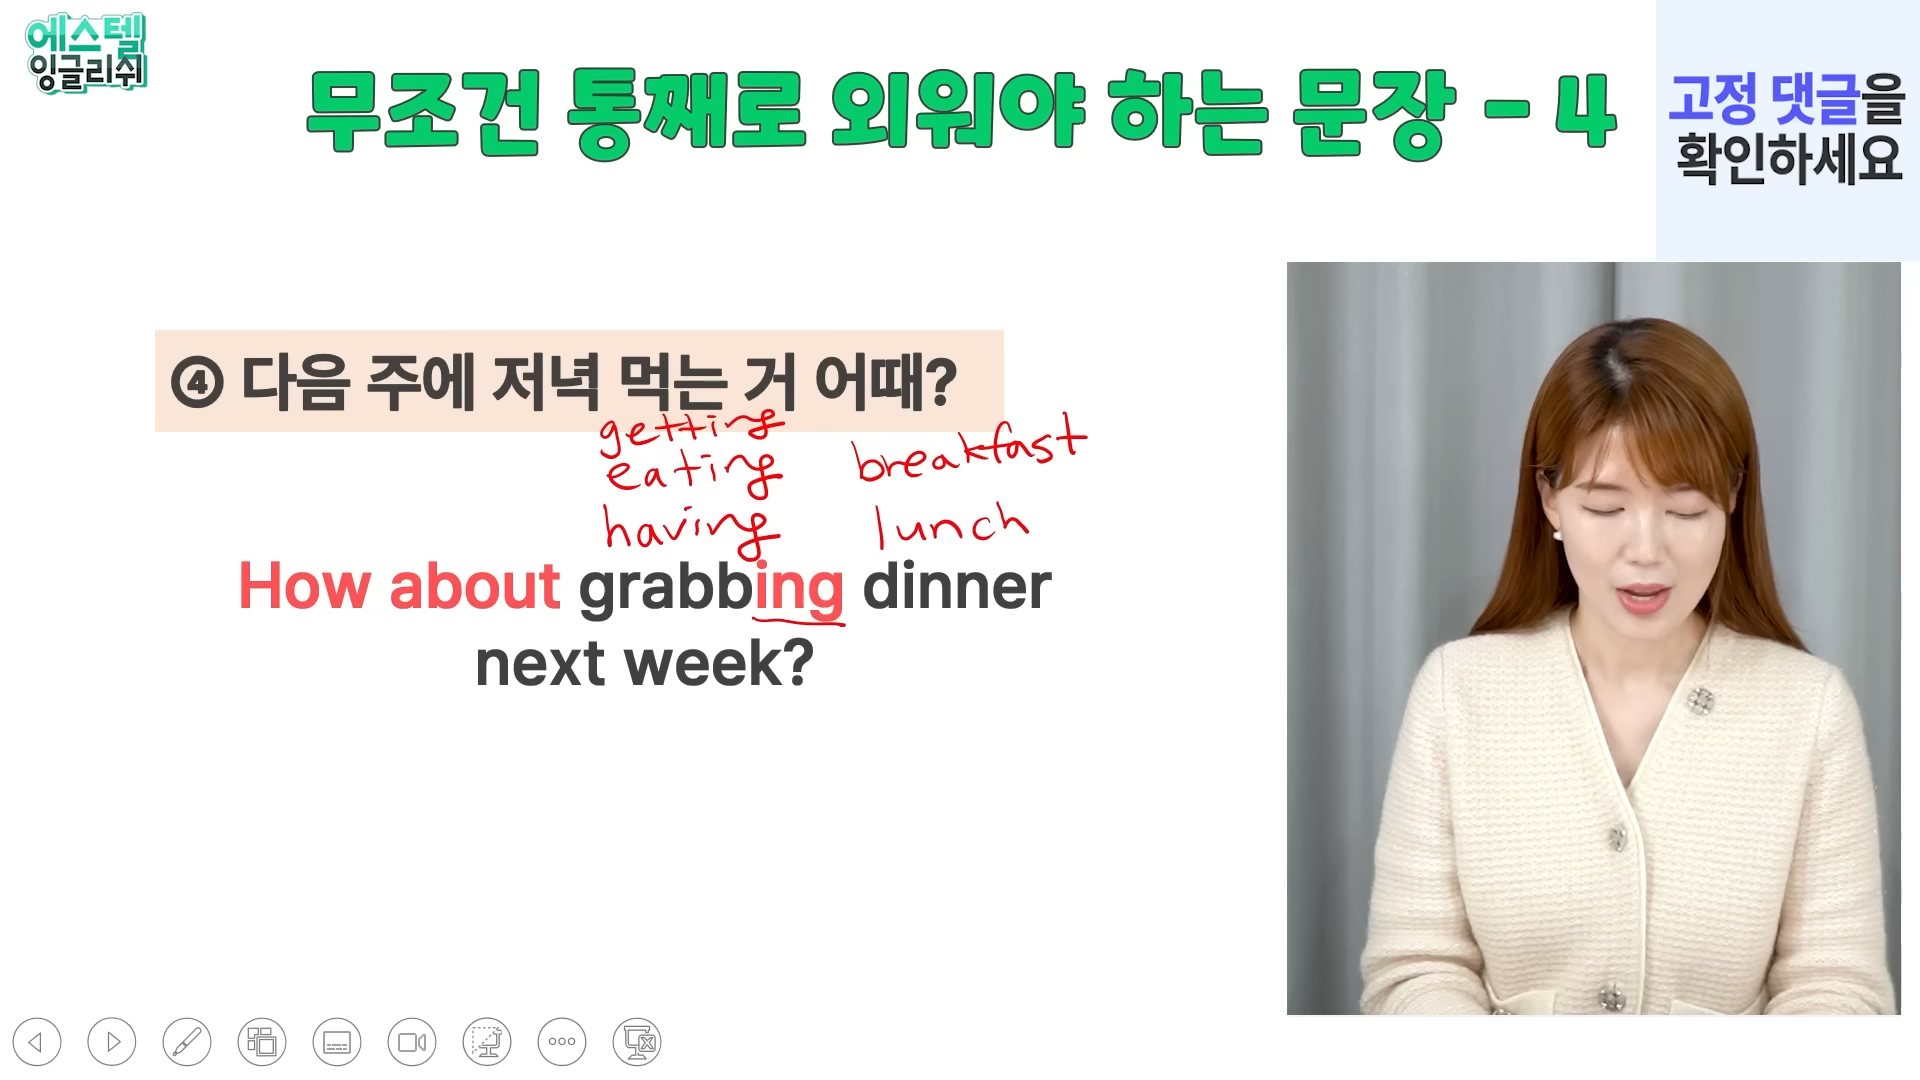 에스텔
잉글리쉬
무조건 통째로 외워야 하는 문장 - 4
고정 댓글을
확인하세요
④ 다음 주에 저녁 먹는 거 어때?
getting
eating breakfast
having lunch
How about grabbing dinner
next week?